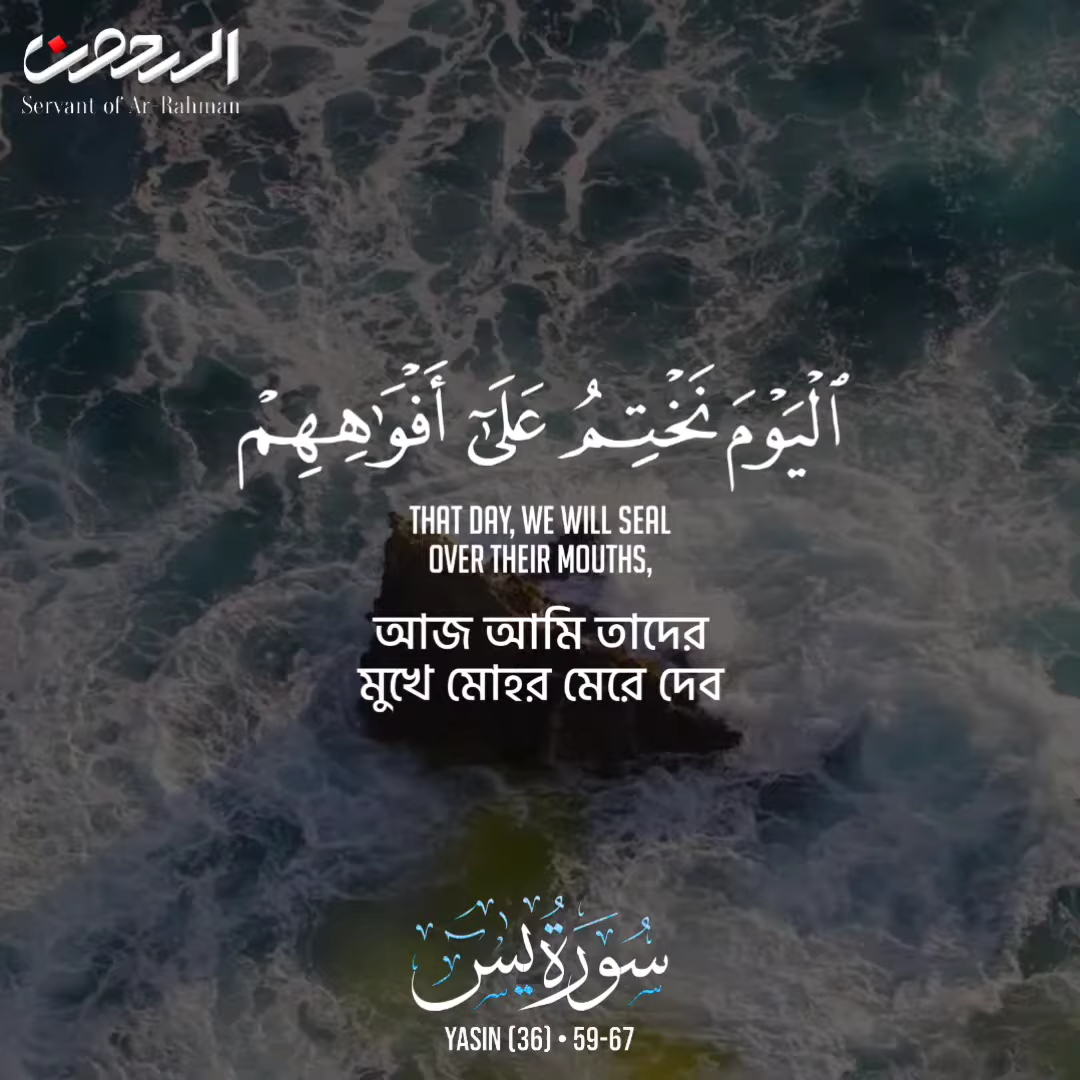 الرحمن
Servant of Ar-Rahman
ٱلْيَوْمَ نَخْتِمُ عَلَىٰٓ أَفْوَٰهِهِمْ
THAT DAY, WE WILL SEAL
OVER THEIR MOUTHS,
আজ আমি তাদের
মুখে মোহর মেরে দেব
سُورَةُ يسٓ
YASIN (36) • 59-67